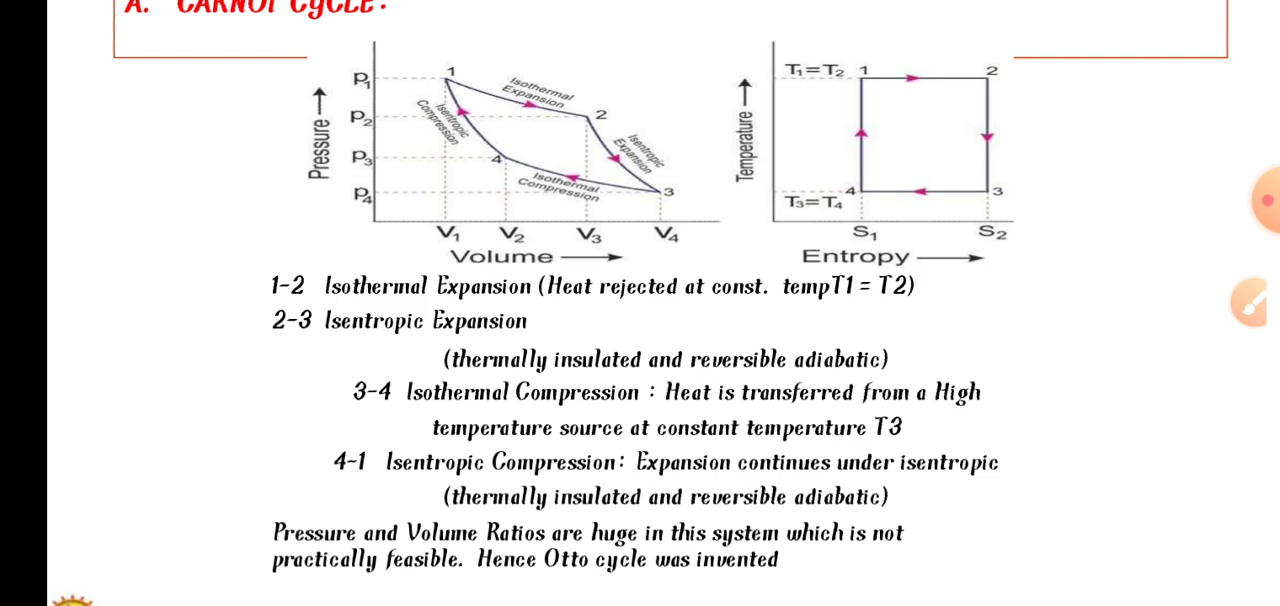 A. CARNOT CYCLE:
Pressure
P1
P2
P3
P4
1
Isothermal
Expansion
2
Isentropic
Compression
Isentropic
Expansion
4
Isothermal
Compression
3
V1 V2 V3 V4
Volume
Temperature
T1=T2 1 2
T3=T4 4 3
S1 S2
Entropy
1-2 Isothermal Expansion (Heat rejected at const. tempT1 = T2)
2-3 Isentropic Expansion
(thermally insulated and reversible adiabatic)
3-4 Isothermal Compression : Heat is transferred from a High
temperature source at constant temperature T3
4-1 Isentropic Compression: Expansion continues under isentropic
(thermally insulated and reversible adiabatic)
Pressure and Volume Ratios are huge in this system which is not
practically feasible. Hence Otto cycle was invented